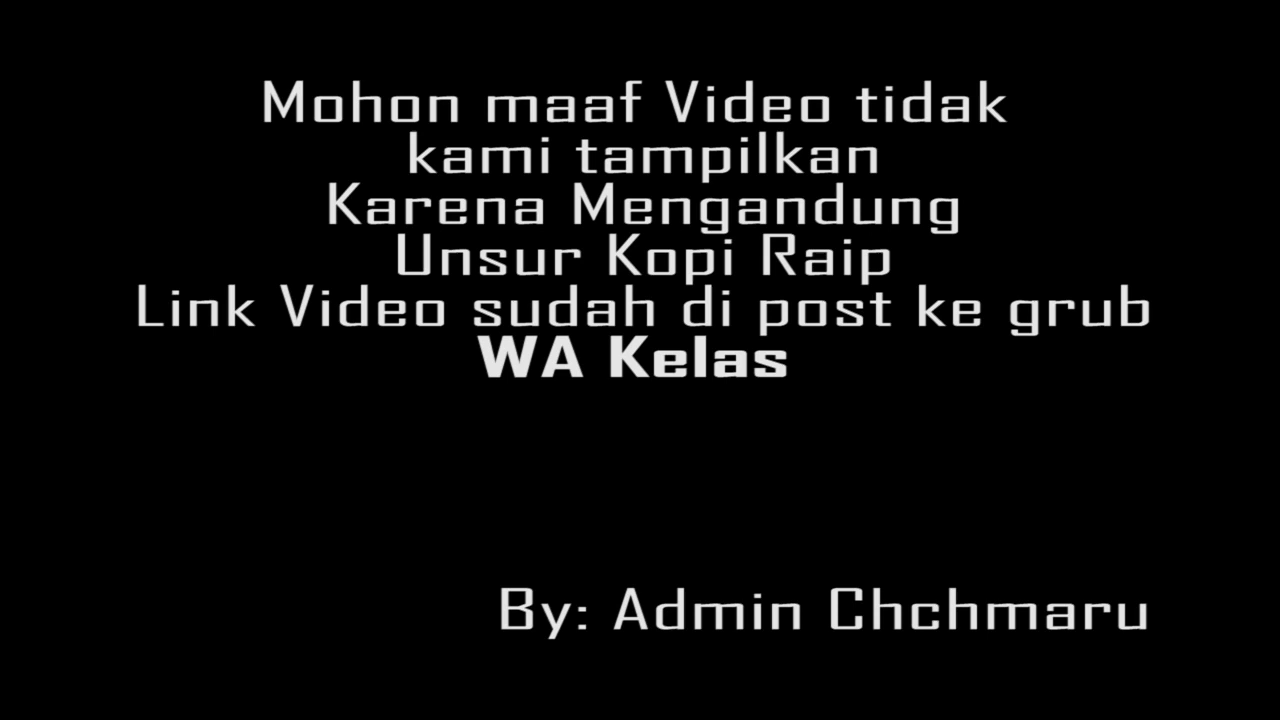 Mohon maaf Video tidak
kami tampilkan
Karena Mengandung
Unsur Kopi Raip
Link Video sudah di post ke grub
WA Kelas
By: Admin Chchmaru